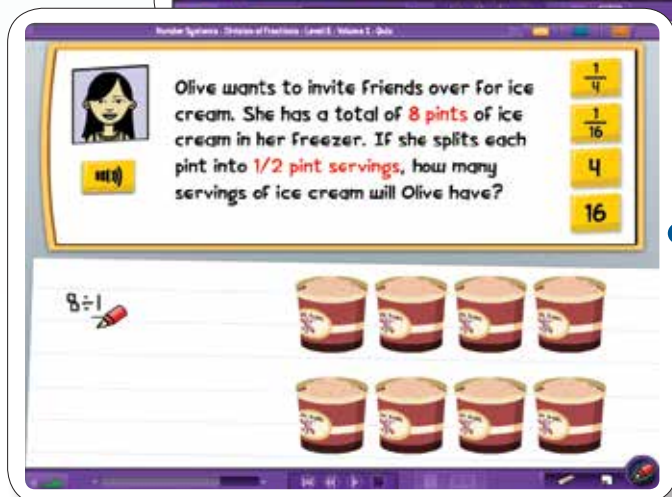 Number Systems - Division of Fractions - Level E - Volume 1 - Quiz
Olive wants to invite friends over for ice
cream. She has a total of 8 pints of ice
cream in her freezer. If she splits each
pint into 1/2 pint servings, how many
servings of ice cream will Olive have?
1/4
1/16
4
16
8÷1